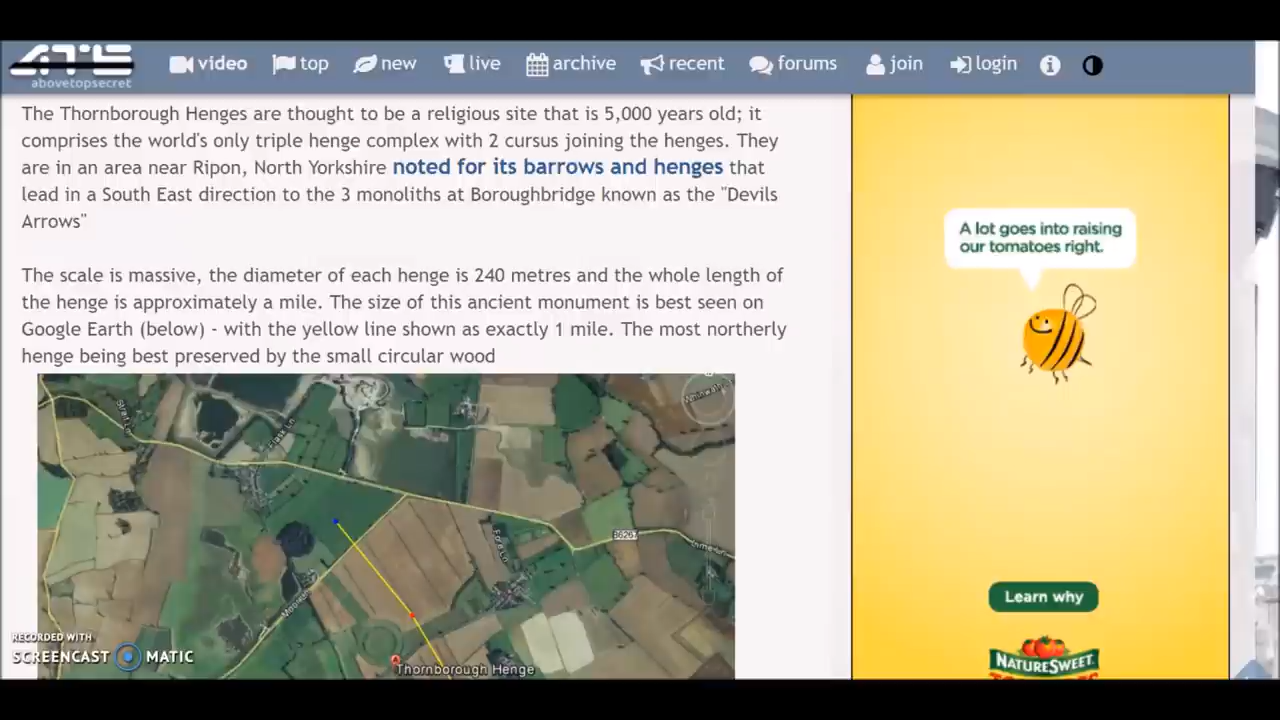 ATS
abovetopsecret
video top new live archive recent forums join login
The Thornborough Henges are thought to be a religious site that is 5,000 years old; it
comprises the world's only triple henge complex with 2 cursus joining the henges. They
are in an area near Ripon, North Yorkshire noted for its barrows and henges that
lead in a South East direction to the 3 monoliths at Boroughbridge known as the "Devils
Arrows"
The scale is massive, the diameter of each henge is 240 metres and the whole length of
the henge is approximately a mile. The size of this ancient monument is best seen on
Google Earth (below) - with the yellow line shown as exactly 1 mile. The most northerly
henge being best preserved by the small circular wood
Flask Ln
Fore Ln
B6267
Thornborough Henge
RECORDED WITH
SCREENCAST MATIC
A lot goes into raising
our tomatoes right.
Learn why
NATURESWEET